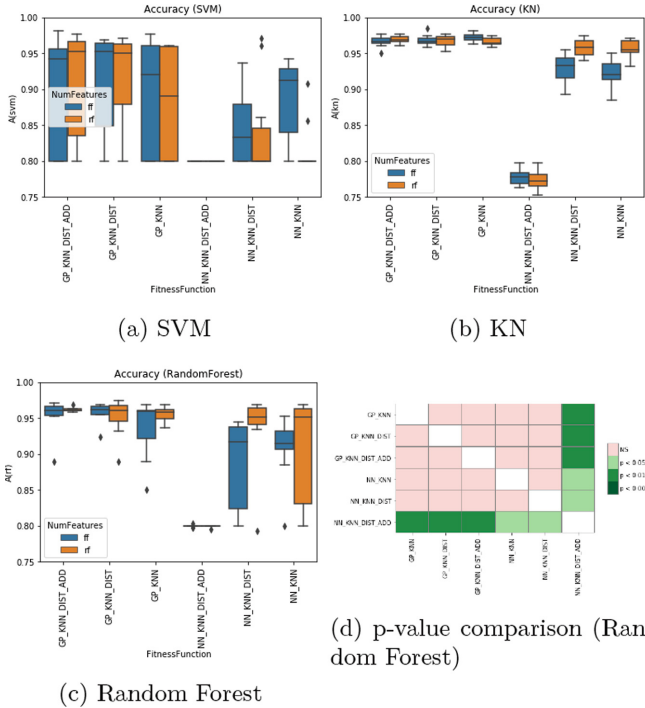 Accuracy (SVM)
1.00
0.95
0.90
0.85
0.80
0.75
A(svm)
NumFeatures
ff
rf
GP_KNN_DIST_ADD
GP_KNN_DIST
GP_KNN
NN_KNN_DIST_ADD
NN_KNN_DIST
NN_KNN
FitnessFunction
(a) SVM
Accuracy (KN)
1.00
0.95
0.90
0.85
0.80
0.75
A(kn)
NumFeatures
ff
rf
GP_KNN_DIST_ADD
GP_KNN_DIST
GP_KNN
NN_KNN_DIST_ADD
NN_KNN_DIST
NN_KNN
FitnessFunction
(b) KN
Accuracy (RandomForest)
1.00
0.95
0.90
0.85
0.80
0.75
A(rf)
NumFeatures
ff
rf
GP_KNN_DIST_ADD
GP_KNN_DIST
GP_KNN
NN_KNN_DIST_ADD
NN_KNN_DIST
NN_KNN
FitnessFunction
(c) Random Forest
GP_KNN
GP_KNN_DIST
GP_KNN_DIST_ADD
NN_KNN
NN_KNN_DIST
NN_KNN_DIST_ADD
GP_KNN
GP_KNN_DIST
GP_KNN_DIST_ADD
NN_KNN
NN_KNN_DIST
NN_KNN_DIST_ADD
NS
p < 0.05
p < 0.01
p < 0.00
(d) p-value comparison (Ran
dom Forest)